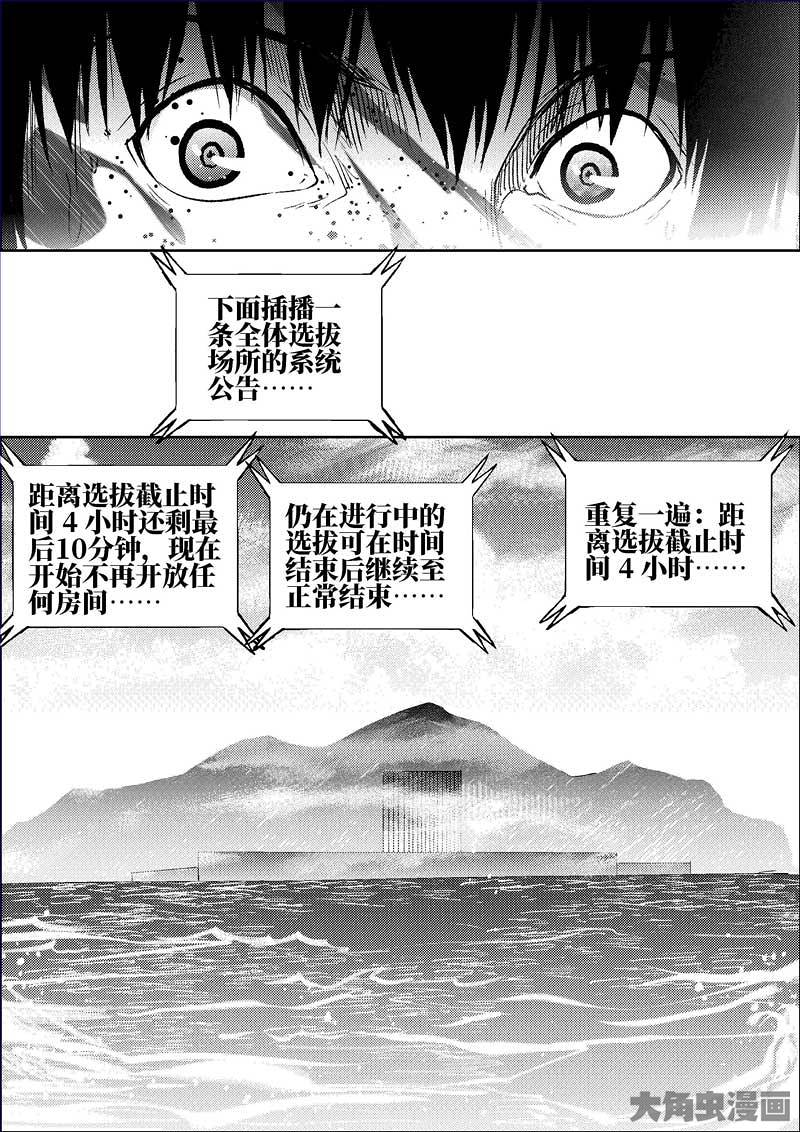 下面插播一
条全体选拔
场所的系统
公告……
距离选拔截止时
间 4 小时还剩最
后10分钟，现在
开始不再开放任
何房间……
仍在进行中的
选拔可在时间
结束后继续至
正常结束……
重复一遍：距
离选拔截止时
间 4 小时……
大角虫漫画